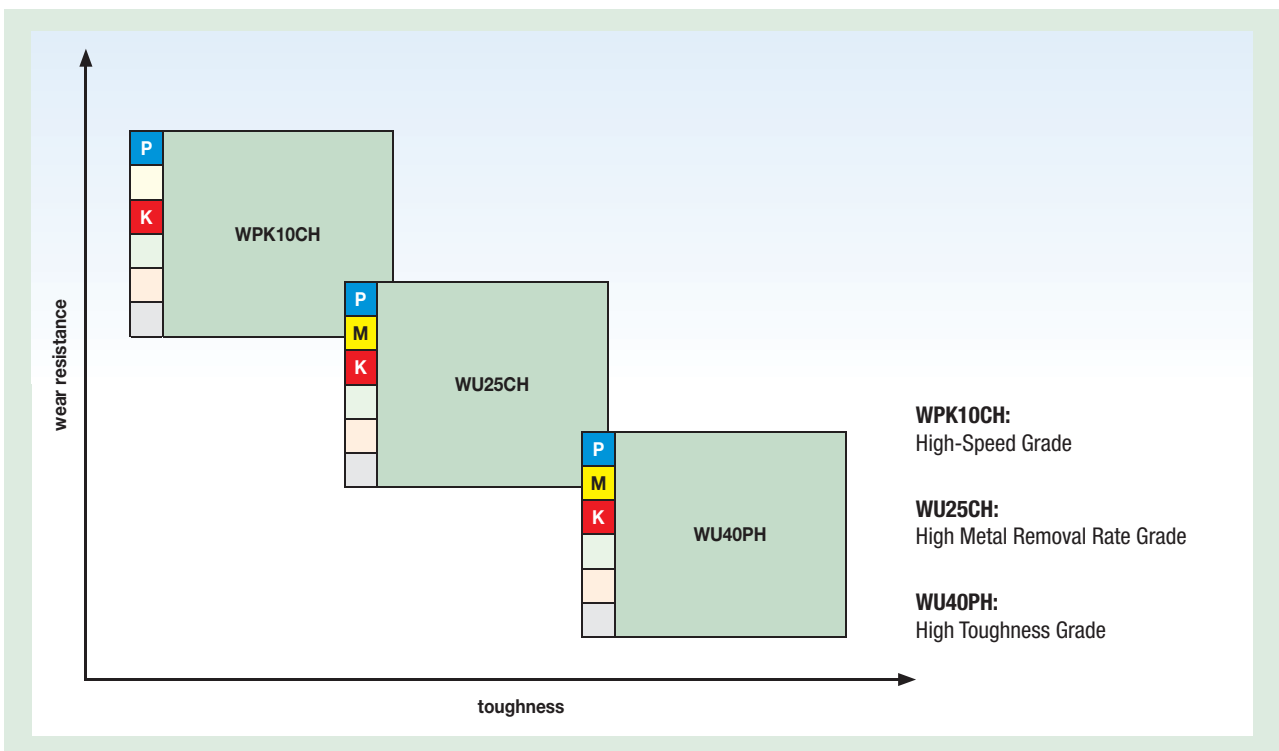 P
K
WPK10CH
P
M
K
WU25CH
P
M
K
WU40PH
wear resistance
toughness
WPK10CH:
High-Speed Grade
WU25CH:
High Metal Removal Rate Grade
WU40PH:
High Toughness Grade